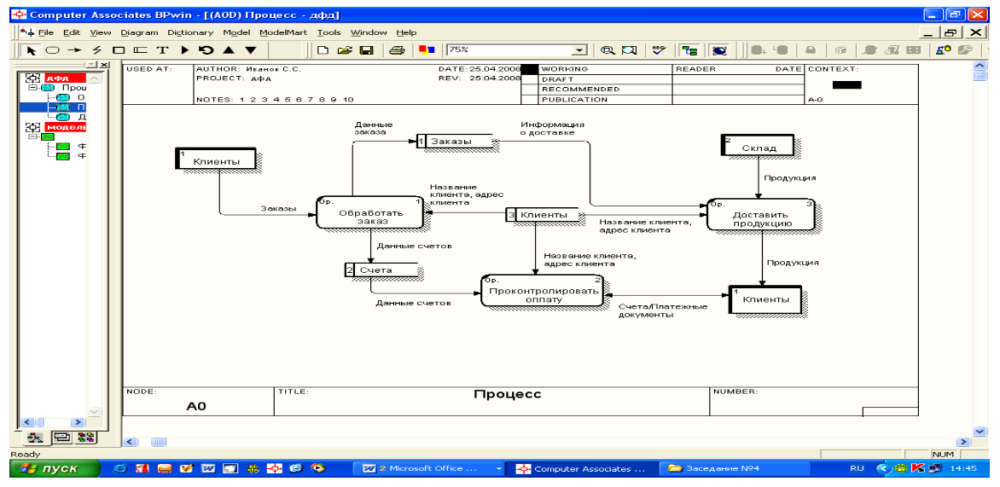 Computer Associates BPwin - [(A0D) Процесс - дфд]
File Edit View Diagram Dictionary Model ModelMart Tools Window Help
75%
дфд
Проц
О
П
Д
модель
USED AT:
AUTHOR: Иванов С.С.
DATE: 25.04.2008
PROJECT: дфд
REV: 25.04.2008
NOTES: 1 2 3 4 5 6 7 8 9 10
WORKING
DRAFT
RECOMMENDED
PUBLICATION
READER
DATE
CONTEXT:
A-0
Данные
заказа
1 Заказы
Информация
о доставке
2
Склад
1
Клиенты
Продукция
Название
клиента, адрес
клиента
Заказы
0р. 1
Обработать
заказ
3 Клиенты
Название клиента,
адрес клиента
0р. 3
Доставить
продукцию
Данные счетов
Название клиента,
адрес клиента
Продукция
2 Счета
0р. 2
Проконтролировать
оплату
1
Клиенты
Данные счетов
Счета/Платежные
документы
NODE:
A0
TITLE:
Процесс
NUMBER:
Ready
NUM
пуск
2 Microsoft Office ...
Computer Associates ...
Заседание №4
RU
14:45